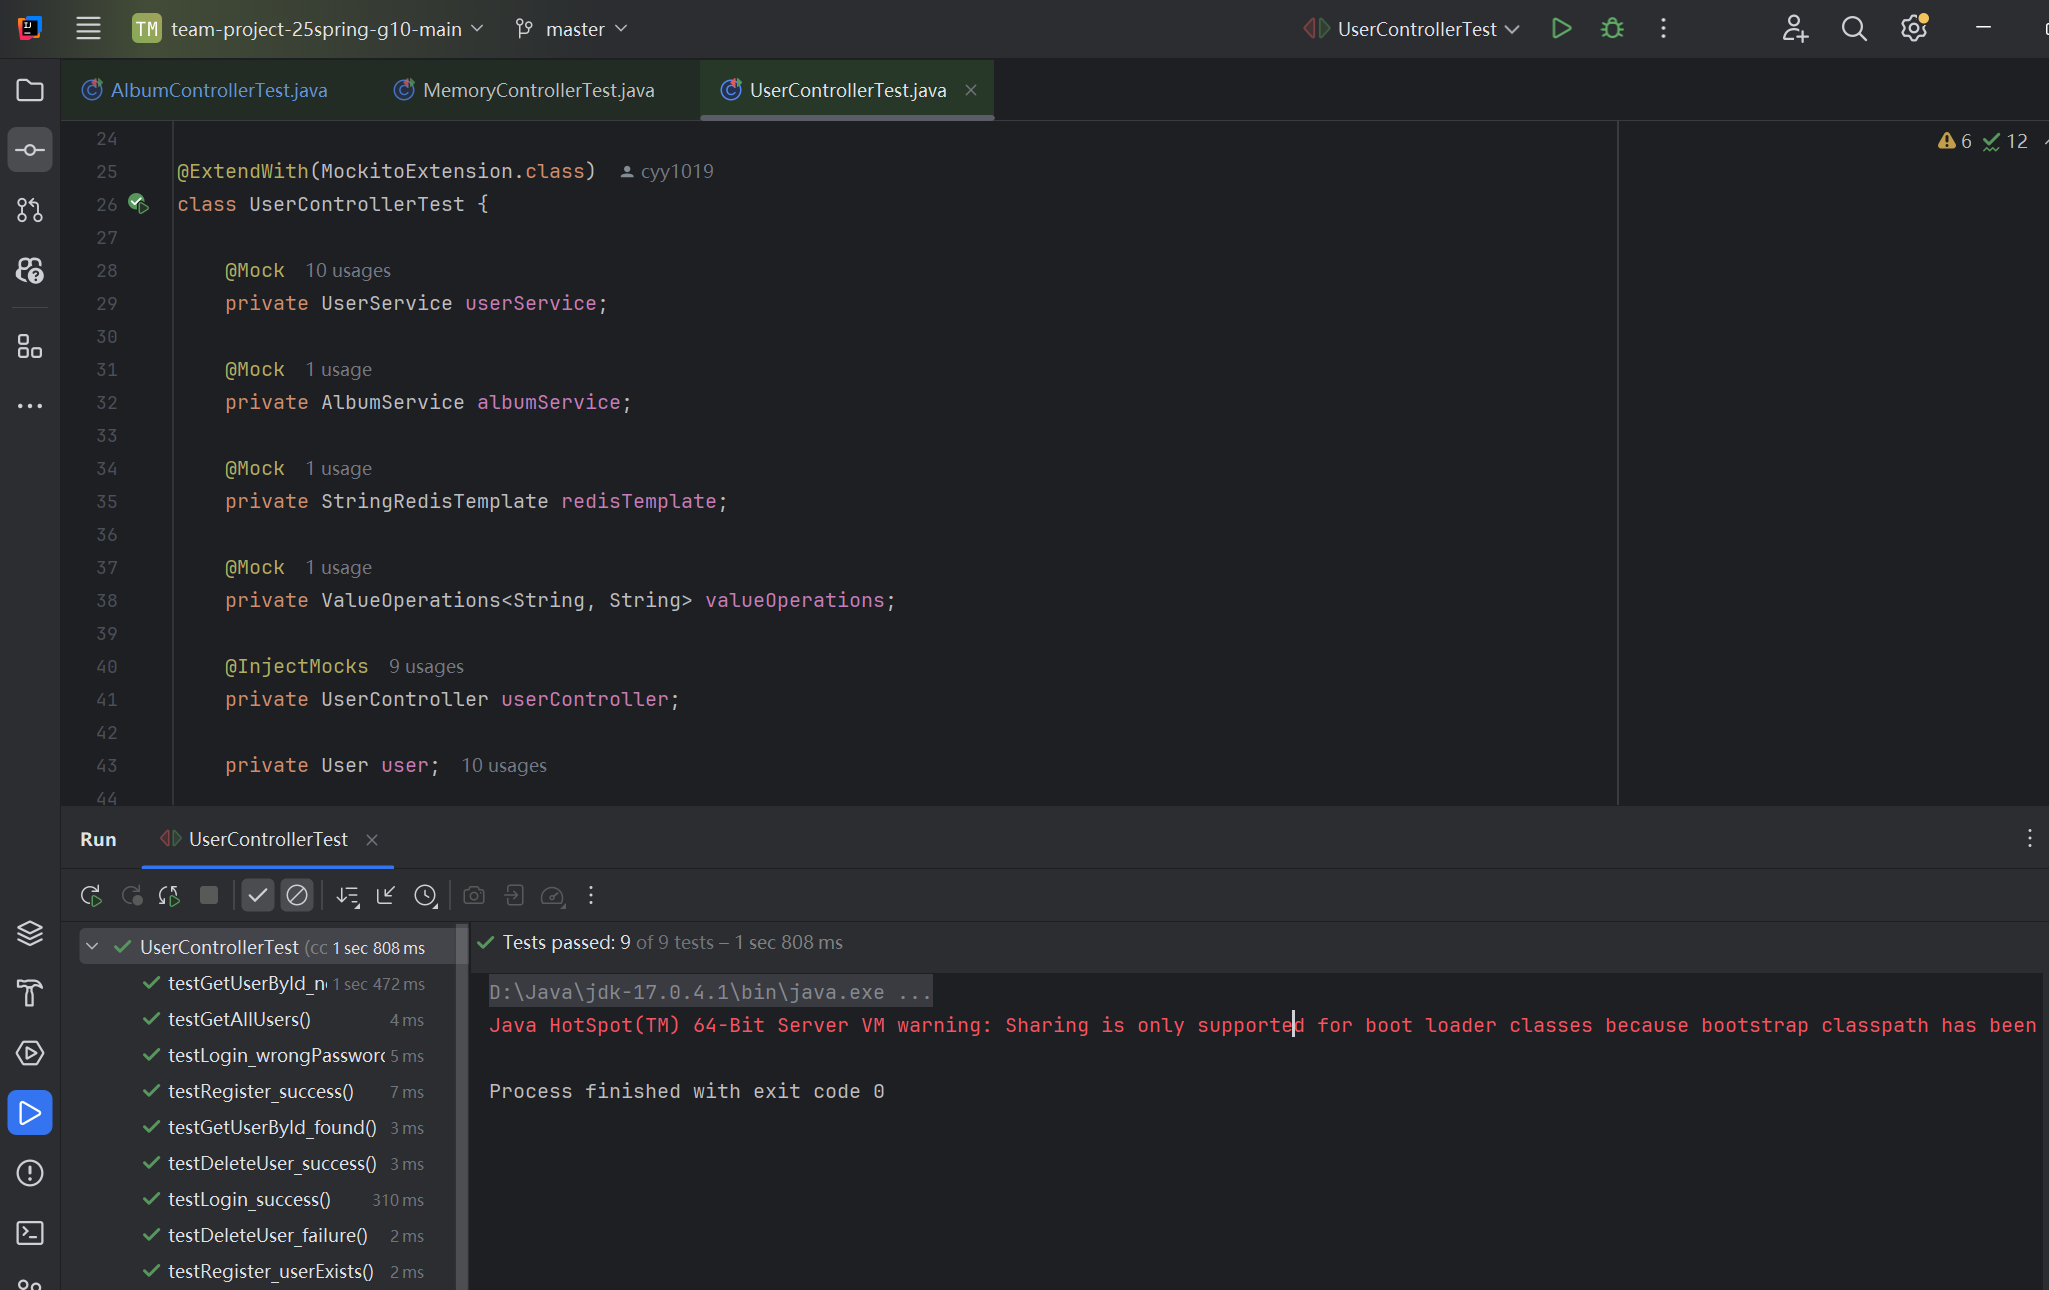 TM team-project-25spring-g10-main master UserControllerTest
AlbumControllerTest.java MemoryControllerTest.java UserControllerTest.java
6 12
24
25 @ExtendWith(MockitoExtension.class) cyy1019
26 class UserControllerTest {
27
28 @Mock 10 usages
29 private UserService userService;
30
31 @Mock 1 usage
32 private AlbumService albumService;
33
34 @Mock 1 usage
35 private StringRedisTemplate redisTemplate;
36
37 @Mock 1 usage
38 private ValueOperations<String, String> valueOperations;
39
40 @InjectMocks 9 usages
41 private UserController userController;
42
43 private User user; 10 usages
44
Run UserControllerTest
UserControllerTest (cc 1 sec 808 ms
testGetUserById_n 1 sec 472 ms
testGetAllUsers() 4 ms
testLogin_wrongPassword 5 ms
testRegister_success() 7 ms
testGetUserById_found() 3 ms
testDeleteUser_success() 3 ms
testLogin_success() 310 ms
testDeleteUser_failure() 2 ms
testRegister_userExists() 2 ms
Tests passed: 9 of 9 tests – 1 sec 808 ms
D:\Java\jdk-17.0.4.1\bin\java.exe ...
Java HotSpot(TM) 64-Bit Server VM warning: Sharing is only supported for boot loader classes because bootstrap classpath has been
Process finished with exit code 0